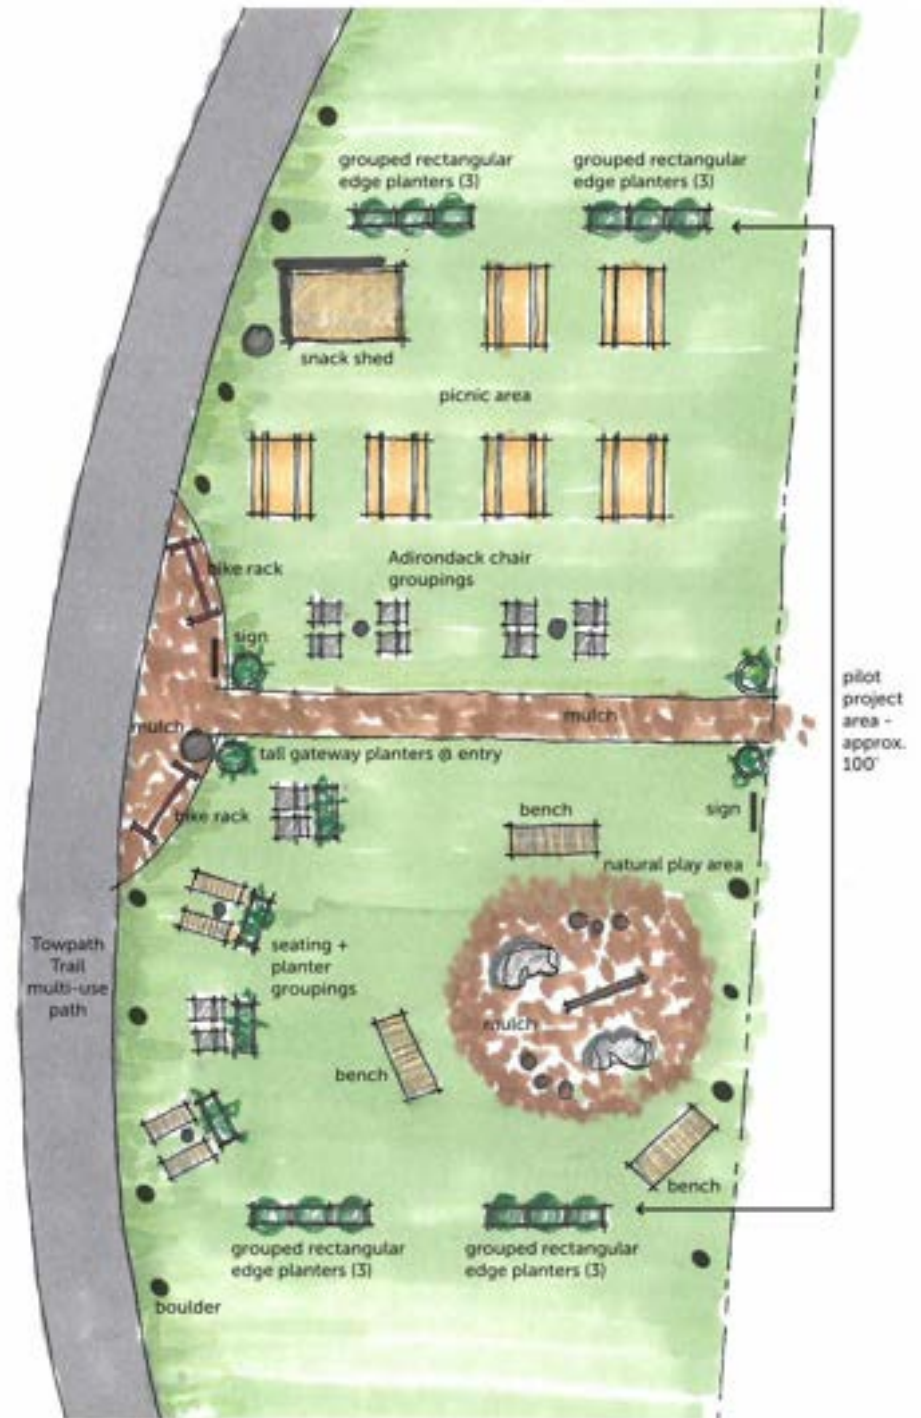 grouped rectangular
edge planters (3)
grouped rectangular
edge planters (3)
snack shed
picnic area
Adirondack chair
groupings
bike rack
sign
mulch
mulch
pilot
project
area -
approx.
100'
tall gateway planters @ entry
bike rack
bench
sign
natural play area
Towpath
Trail
multi-use
path
seating +
planter
groupings
mulch
bench
bench
grouped rectangular
edge planters (3)
grouped rectangular
edge planters (3)
boulder